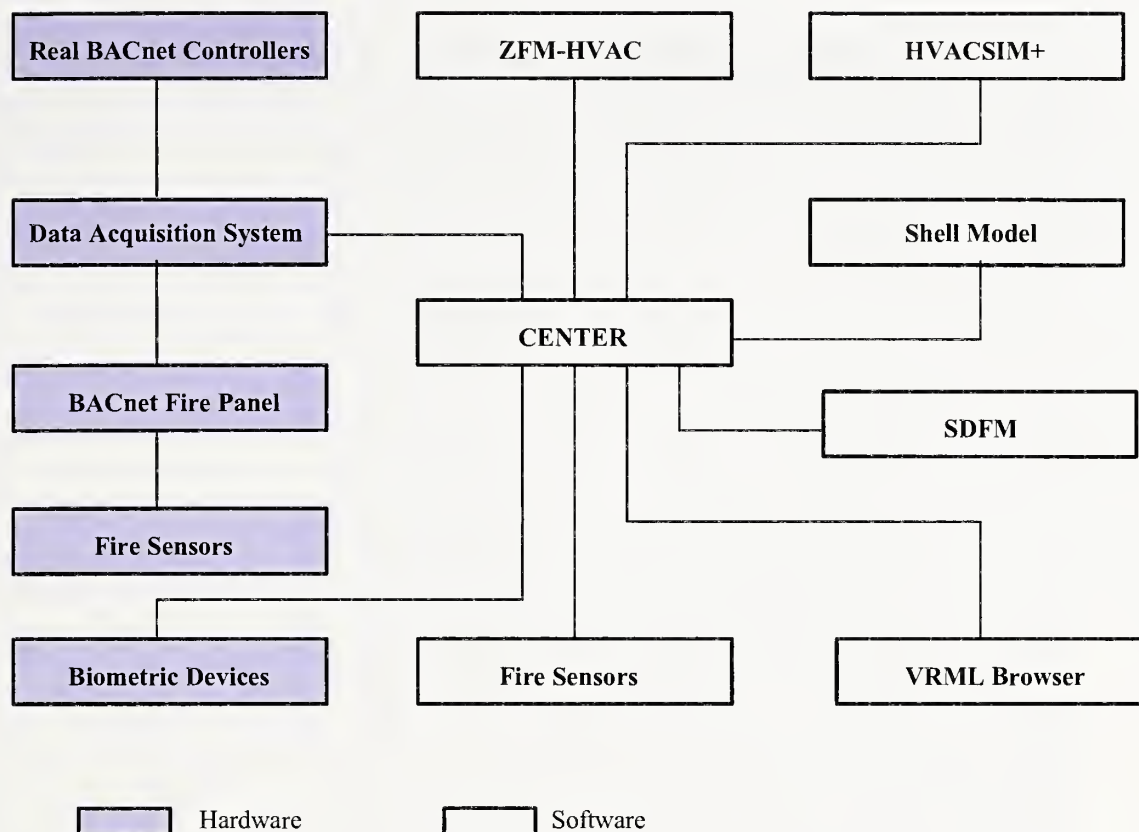 Real BACnet Controllers
ZFM-HVAC
HVACSIM+
Data Acquisition System
Shell Model
CENTER
BACnet Fire Panel
SDFM
Fire Sensors
Biometric Devices
Fire Sensors
VRML Browser
Hardware
Software